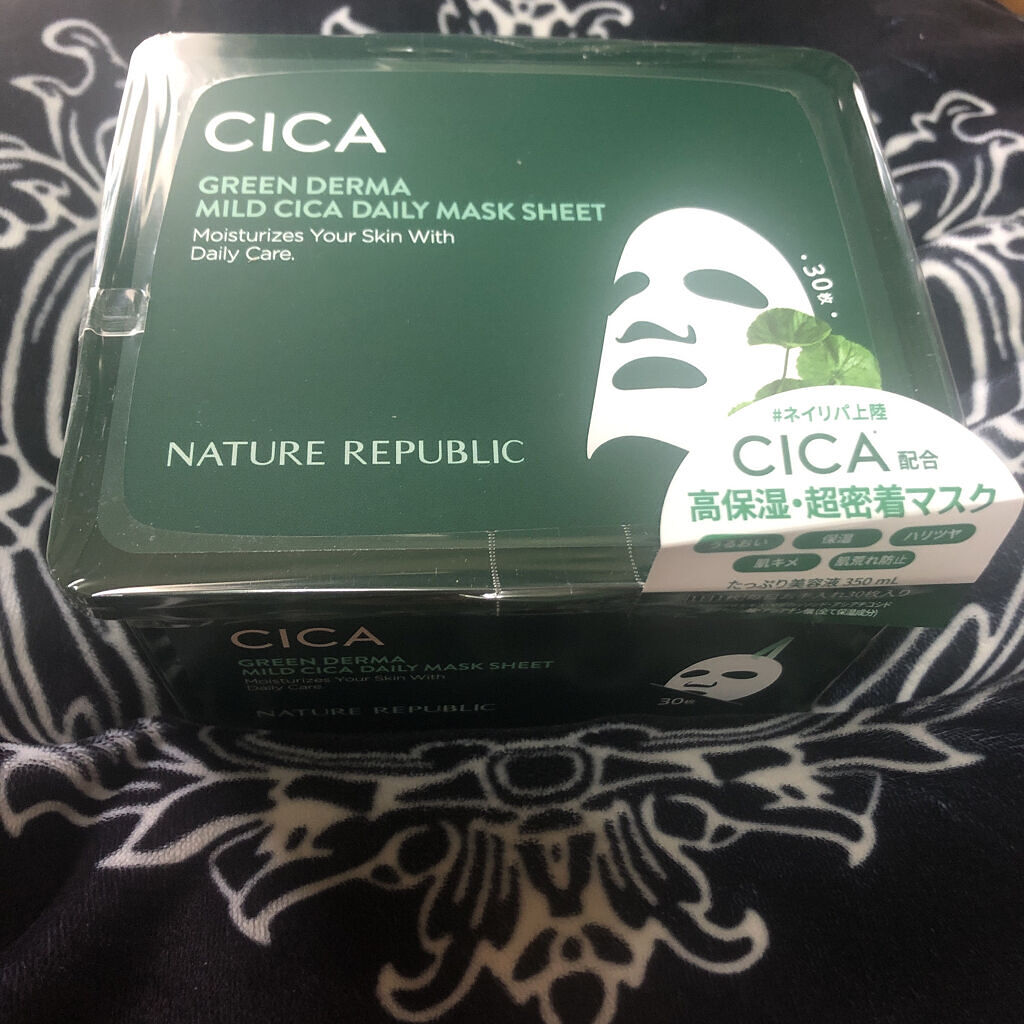 CICA
GREEN DERMA
MILD CICA DAILY MASK SHEET
Moisturizes Your Skin With
Daily Care.
30枚
NATURE REPUBLIC
#ネイリパ上陸
CICA 配合
高保湿・超密着マスク
うるおい 保湿 ハリツヤ
肌キメ 肌荒れ防止
たっぷり美容液 350 mL
CICA
GREEN DERMA
MILD CICA DAILY MASK SHEET
Moisturizes Your Skin With
Daily Care.
NATURE REPUBLIC
30枚